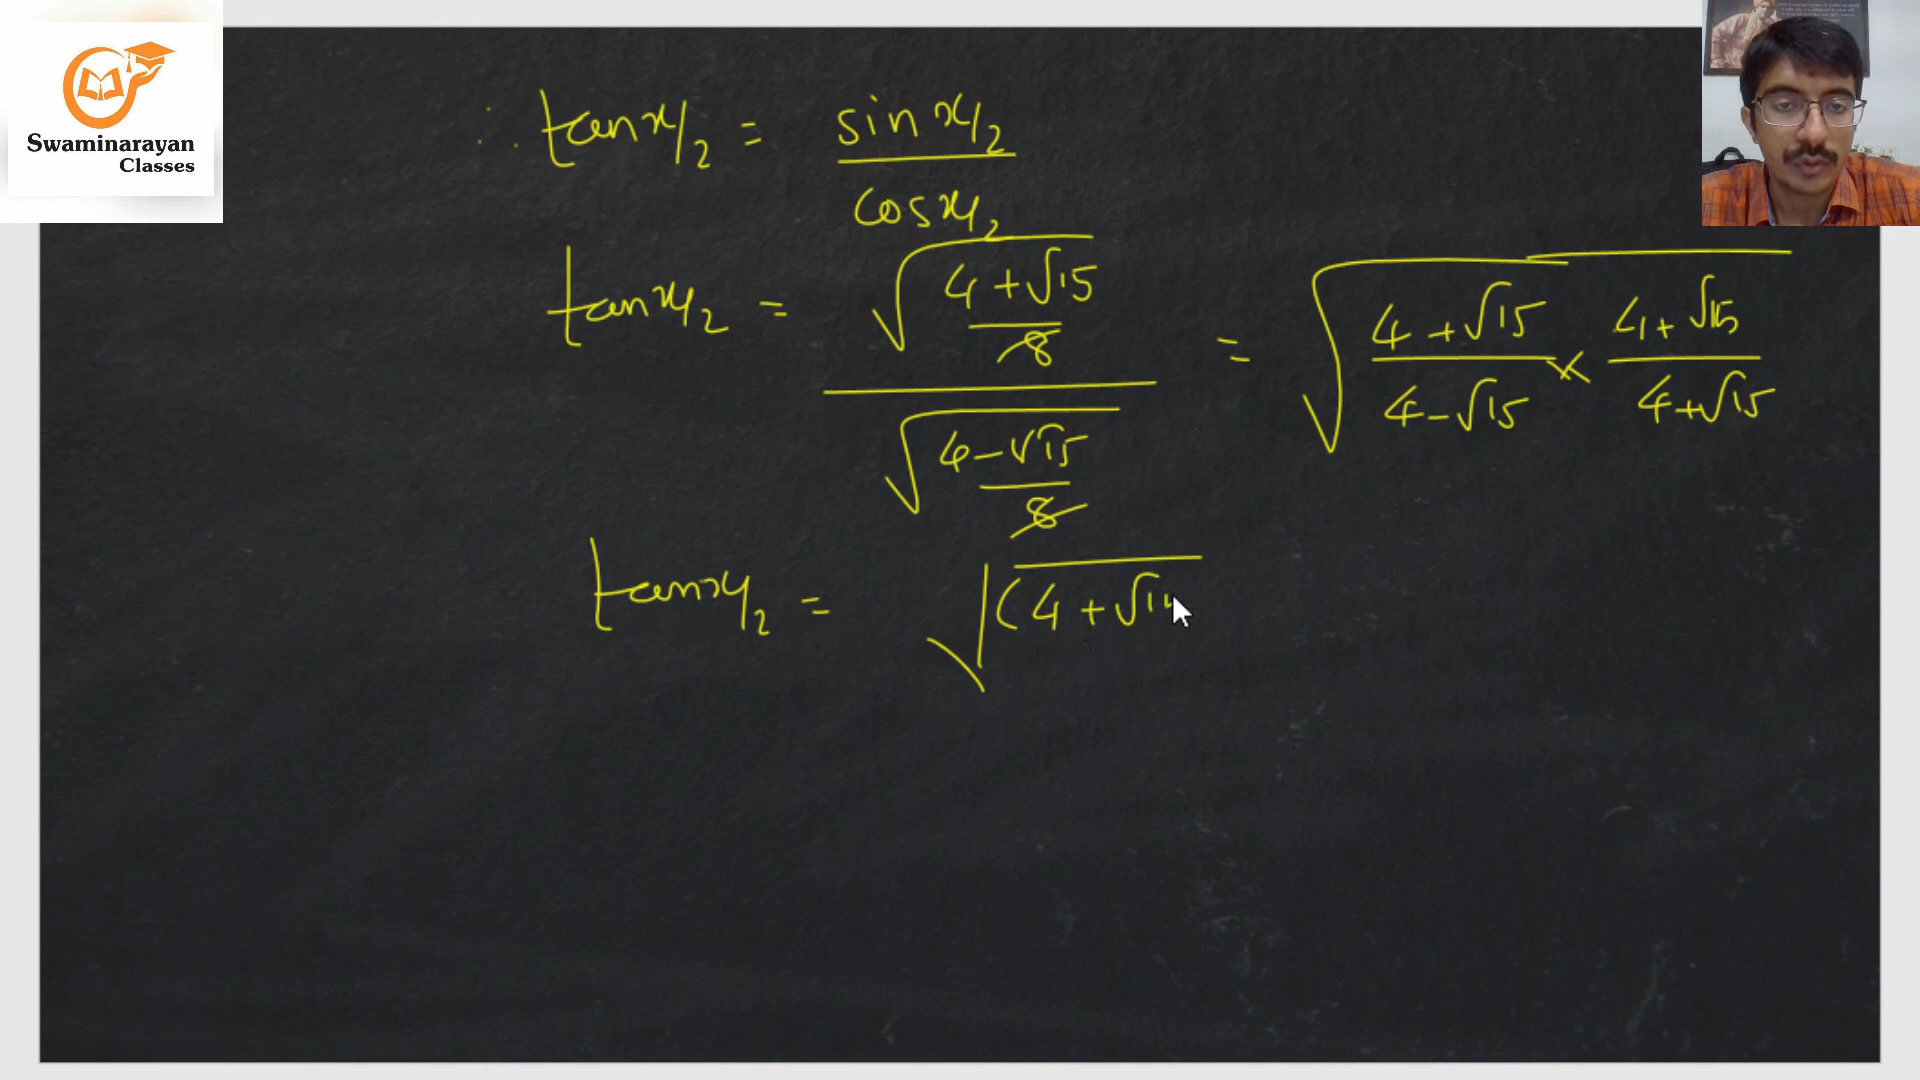 Swaminarayan
Classes
∴ tan x/2 = sin x/2 / cos x/2
tan x/2 = √((4+√15)/8) / √((4-√15)/8) = √((4+√15)/(4-√15) × (4+√15)/(4+√15))
tan x/2 = √(4+√1